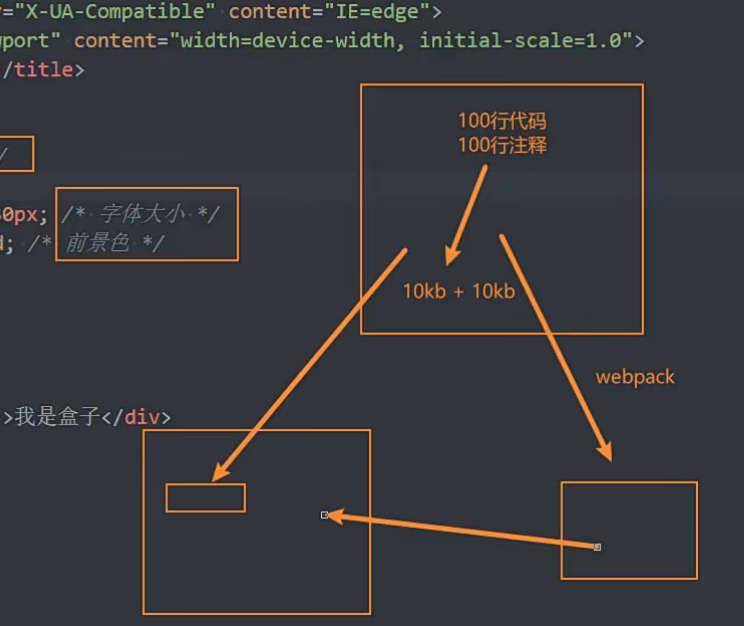 ="X-UA-Compatible" content="IE=edge">
port" content="width=device-width, initial-scale=1.0">
/title>
100行代码
100行注释
/
0px; /* 字体大小 */
; /* 前景色 */
10kb + 10kb
webpack
>我是盒子</div>